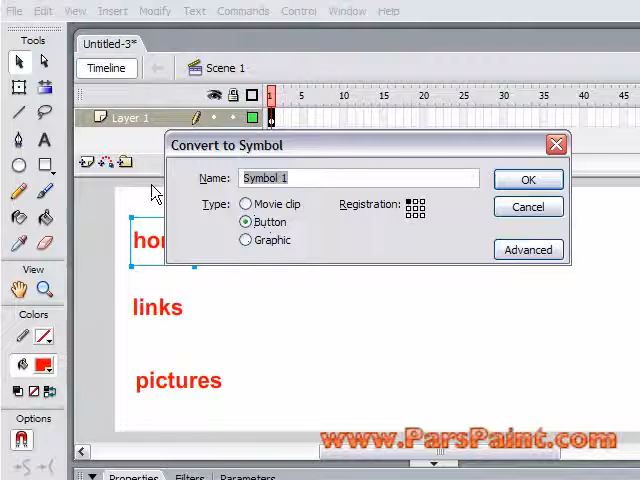 File Edit View Insert Modify Text Commands Control Window Help
Tools
Untitled-3*
Timeline
Scene 1
1 5 10 15 20 25 30 35 40 45 50
Layer 1
Convert to Symbol
Name: Symbol 1
OK
Type: Movie clip
Registration:
Cancel
Button
Graphic
Advanced
hom
View
links
Colors
pictures
Options
www.ParsPaint.com
Properties Filters Parameters